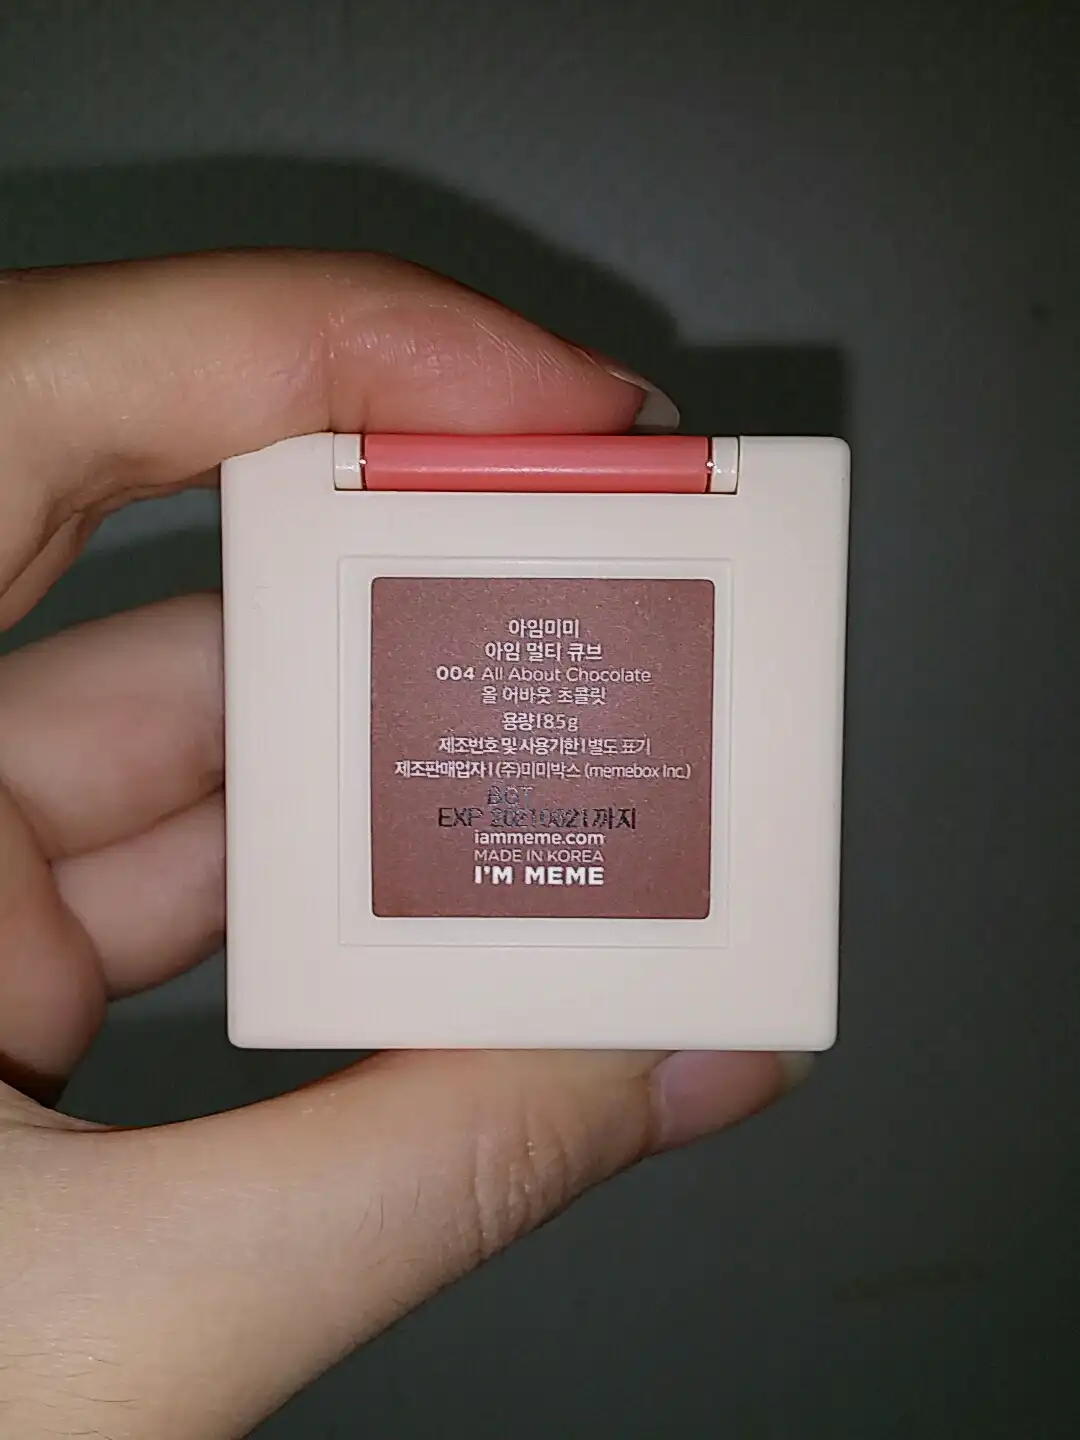 아임미미
아임 멀티 큐브
004 All About Chocolate
올 어바웃 초콜릿
용량 | 8.5g
제조번호 및 사용기한 | 별도 표기
제조판매업자 | (주)미미박스 (memebox Inc.)
EXP 까지
iammeme.com
MADE IN KOREA
I'M MEME